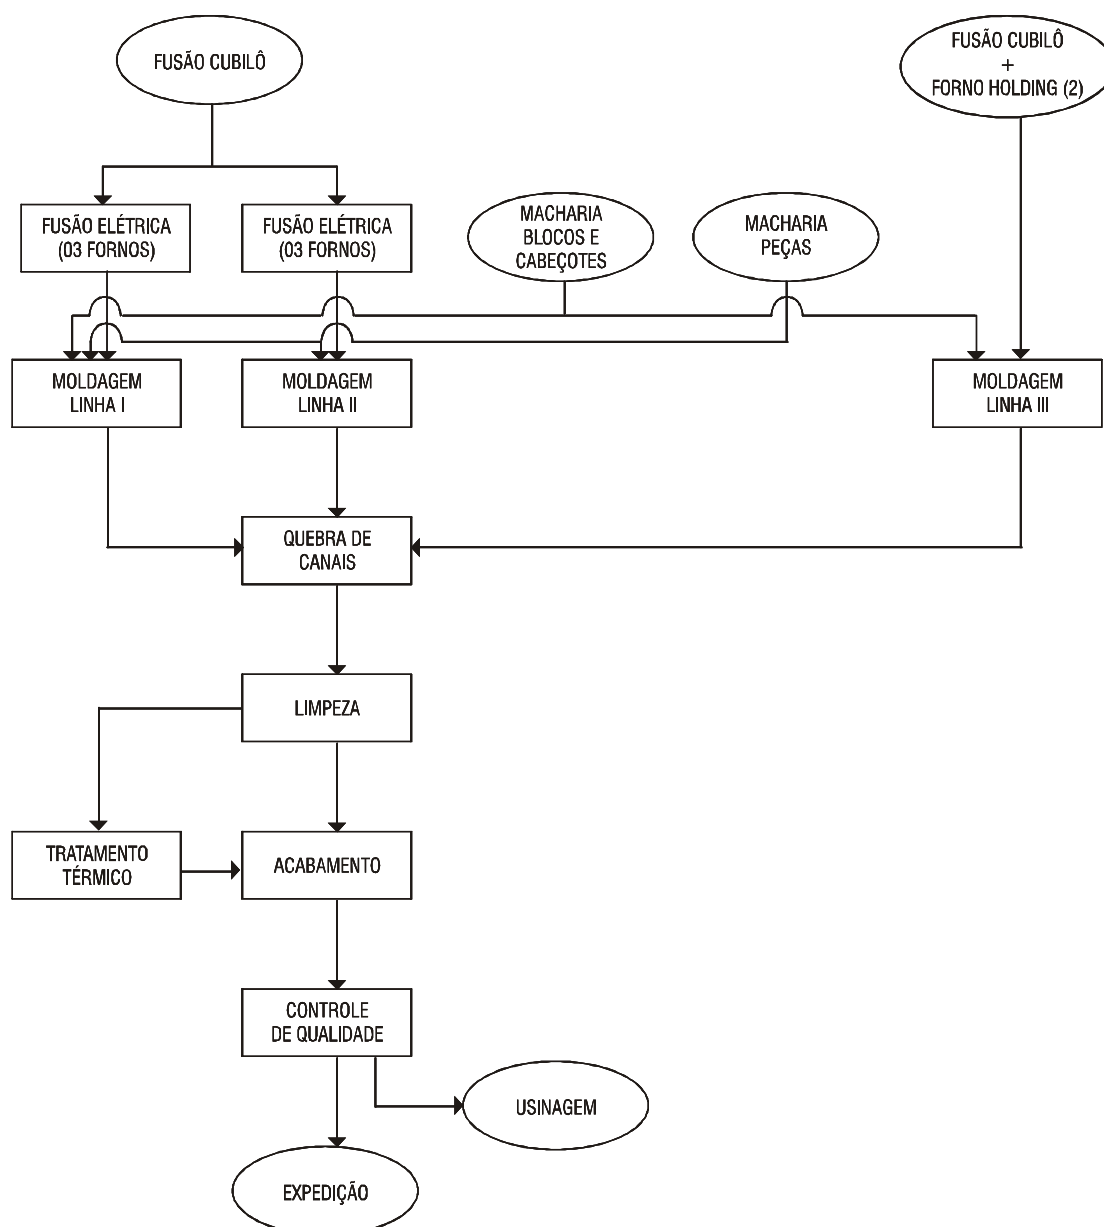 FUSÃO CUBILÔ
FUSÃO CUBILÔ
+
FORNO HOLDING (2)
FUSÃO ELÉTRICA
(03 FORNOS)
FUSÃO ELÉTRICA
(03 FORNOS)
MACHARIA
BLOCOS E
CABEÇOTES
MACHARIA
PEÇAS
MOLDAGEM
LINHA I
MOLDAGEM
LINHA II
MOLDAGEM
LINHA III
QUEBRA DE
CANAIS
LIMPEZA
TRATAMENTO
TÉRMICO
ACABAMENTO
CONTROLE
DE QUALIDADE
USINAGEM
EXPEDIÇÃO